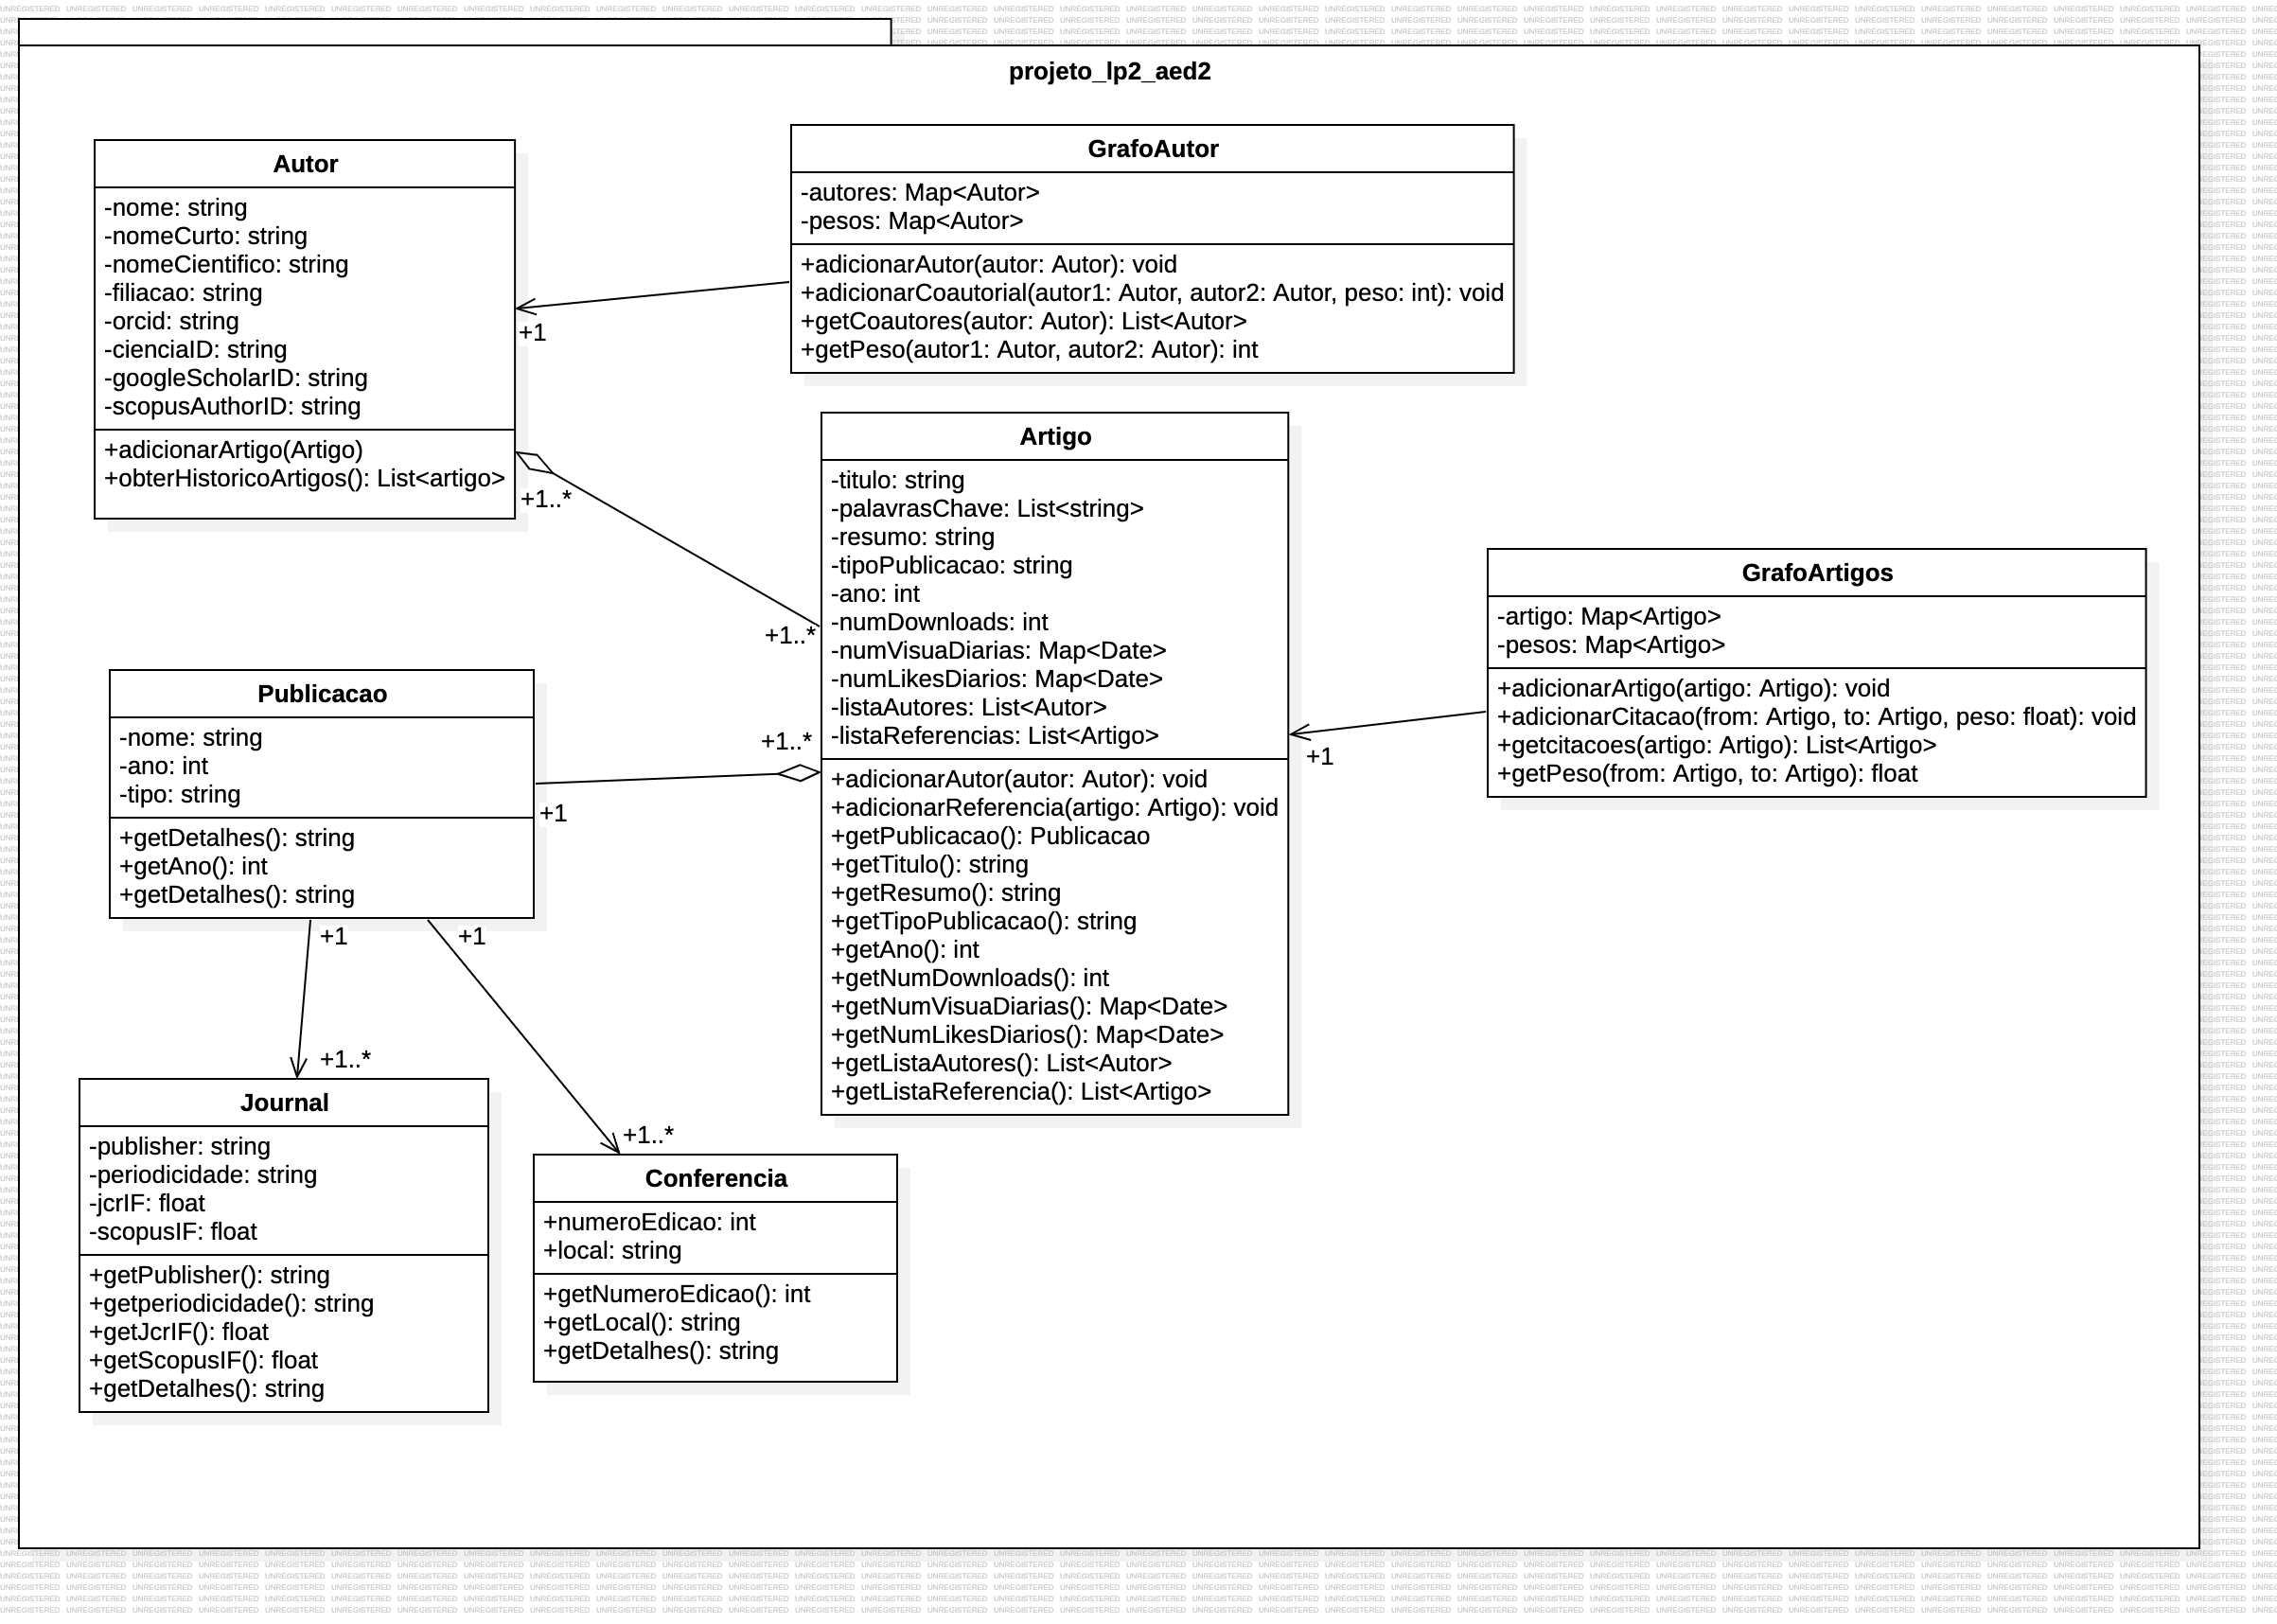 projeto_lp2_aed2
Autor
-nome: string
-nomeCurto: string
-nomeCientifico: string
-filiacao: string
-orcid: string
-cienciaID: string
-googleScholarID: string
-scopusAuthorID: string
+adicionarArtigo(Artigo)
+obterHistoricoArtigos(): List<artigo>
GrafoAutor
-autores: Map<Autor>
-pesos: Map<Autor>
+adicionarAutor(autor: Autor): void
+adicionarCoautorial(autor1: Autor, autor2: Autor, peso: int): void
+getCoautores(autor: Autor): List<Autor>
+getPeso(autor1: Autor, autor2: Autor): int
+1
+1..*
+1..*
Artigo
-titulo: string
-palavrasChave: List<string>
-resumo: string
-tipoPublicacao: string
-ano: int
-numDownloads: int
-numVisuaDiarias: Map<Date>
-numLikesDiarios: Map<Date>
-listaAutores: List<Autor>
-listaReferencias: List<Artigo>
+adicionarAutor(autor: Autor): void
+adicionarReferencia(artigo: Artigo): void
+getPublicacao(): Publicacao
+getTitulo(): string
+getResumo(): string
+getTipoPublicacao(): string
+getAno(): int
+getNumDownloads(): int
+getNumVisuaDiarias(): Map<Date>
+getNumLikesDiarios(): Map<Date>
+getListaAutores(): List<Autor>
+getListaReferencia(): List<Artigo>
GrafoArtigos
-artigo: Map<Artigo>
-pesos: Map<Artigo>
+adicionarArtigo(artigo: Artigo): void
+adicionarCitacao(from: Artigo, to: Artigo, peso: float): void
+getcitacoes(artigo: Artigo): List<Artigo>
+getPeso(from: Artigo, to: Artigo): float
+1
Publicacao
-nome: string
-ano: int
-tipo: string
+getDetalhes(): string
+getAno(): int
+getDetalhes(): string
+1..*
+1
+1
+1
+1..*
+1..*
Journal
-publisher: string
-periodicidade: string
-jcrIF: float
-scopusIF: float
+getPublisher(): string
+getperiodicidade(): string
+getJcrIF(): float
+getScopusIF(): float
+getDetalhes(): string
Conferencia
+numeroEdicao: int
+local: string
+getNumeroEdicao(): int
+getLocal(): string
+getDetalhes(): string